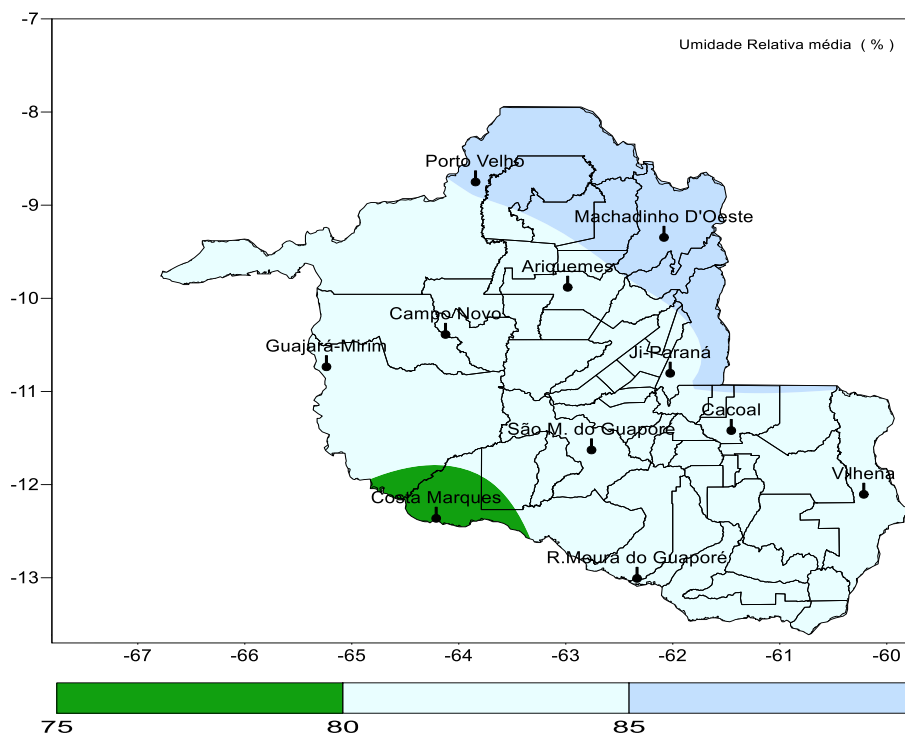 Umidade Relativa média ( % )
-7
-8
-9
-10
-11
-12
-13
Porto Velho
Machadinho D'Oeste
Ariquemes
Campo Novo
Guajará-Mirim
Ji-Paraná
Cacoal
São M. do Guaporé
Vilhena
Costa Marques
R.Moura do Guaporé
-67 -66 -65 -64 -63 -62 -61 -60
75 80 85